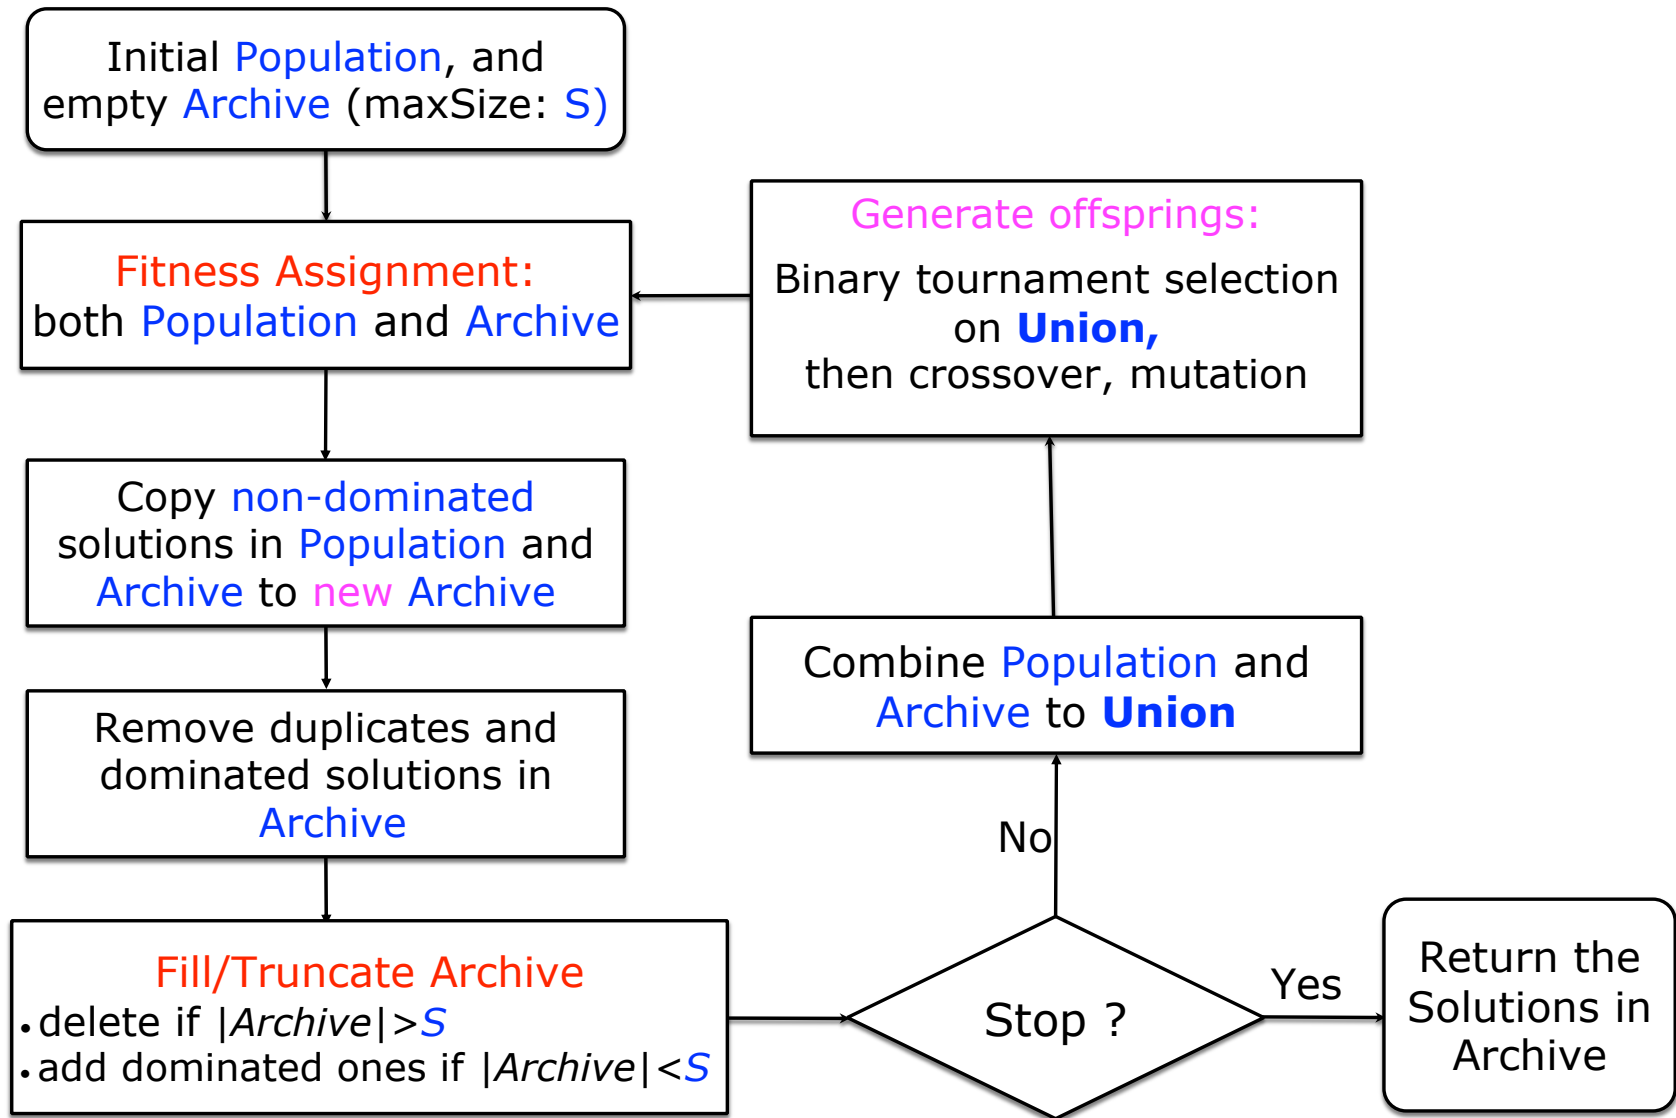 Initial Population, and
empty Archive (maxSize: S)
Fitness Assignment:
both Population and Archive
Copy non-dominated
solutions in Population and
Archive to new Archive
Remove duplicates and
dominated solutions in
Archive
Fill/Truncate Archive
•delete if |Archive|>S
•add dominated ones if |Archive|<S
Stop ?
No
Yes
Combine Population and
Archive to Union
Generate offsprings:
Binary tournament selection
on Union,
then crossover, mutation
Return the
Solutions in
Archive